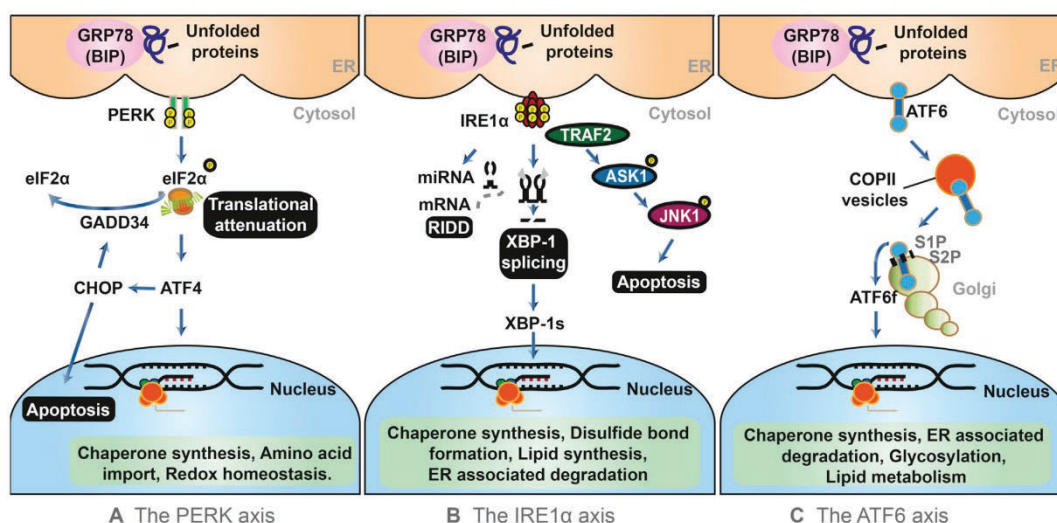 GRP78
(BIP)
Unfolded
proteins
ER
PERK
P
P
P
P
Cytosol
eIF2α
eIF2α
P
Translational
attenuation
GADD34
CHOP
ATF4
Nucleus
Apoptosis
Chaperone synthesis, Amino acid
import, Redox homeostasis.
A The PERK axis
GRP78
(BIP)
Unfolded
proteins
ER
Cytosol
IRE1α
TRAF2
miRNA
mRNA
RIDD
ASK1
P
JNK1
P
XBP-1
splicing
Apoptosis
XBP-1s
Nucleus
Chaperone synthesis, Disulfide bond
formation, Lipid synthesis,
ER associated degradation
B The IRE1α axis
GRP78
(BIP)
Unfolded
proteins
ER
ATF6
Cytosol
COPII
vesicles
S1P
S2P
ATF6f
Golgi
Nucleus
Chaperone synthesis, ER associated
degradation, Glycosylation,
Lipid metabolism
C The ATF6 axis